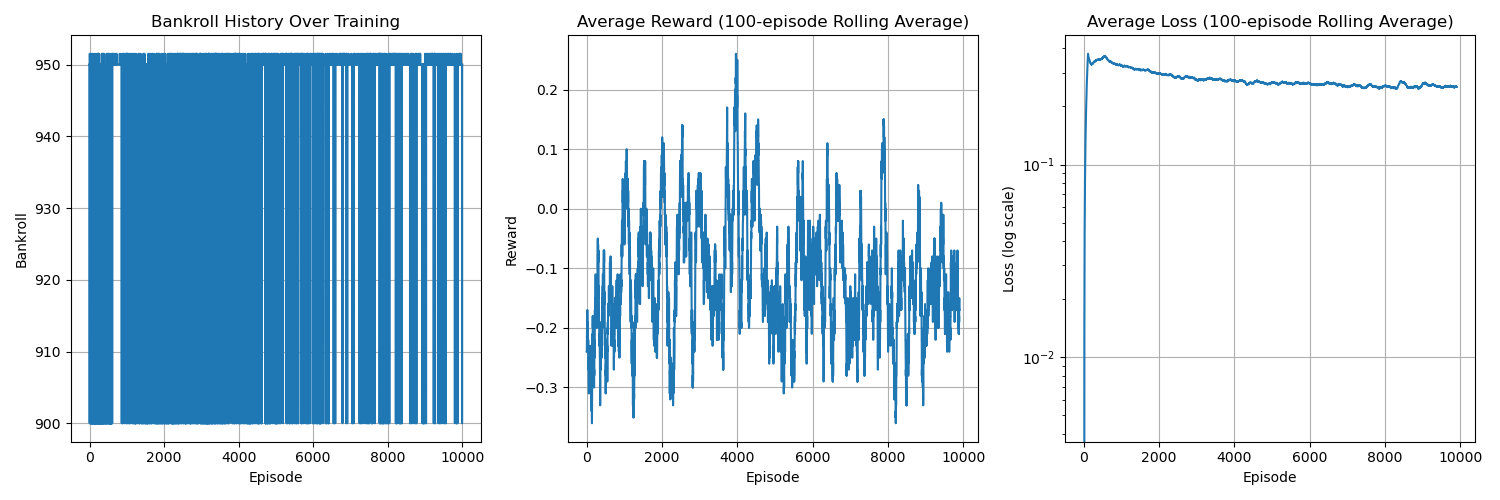 Bankroll History Over Training
Bankroll
950
940
930
920
910
900
0 2000 4000 6000 8000 10000
Episode
Average Reward (100-episode Rolling Average)
Reward
0.2
0.1
0.0
−0.1
−0.2
−0.3
0 2000 4000 6000 8000 10000
Episode
Average Loss (100-episode Rolling Average)
Loss (log scale)
10⁻¹
10⁻²
0 2000 4000 6000 8000 10000
Episode